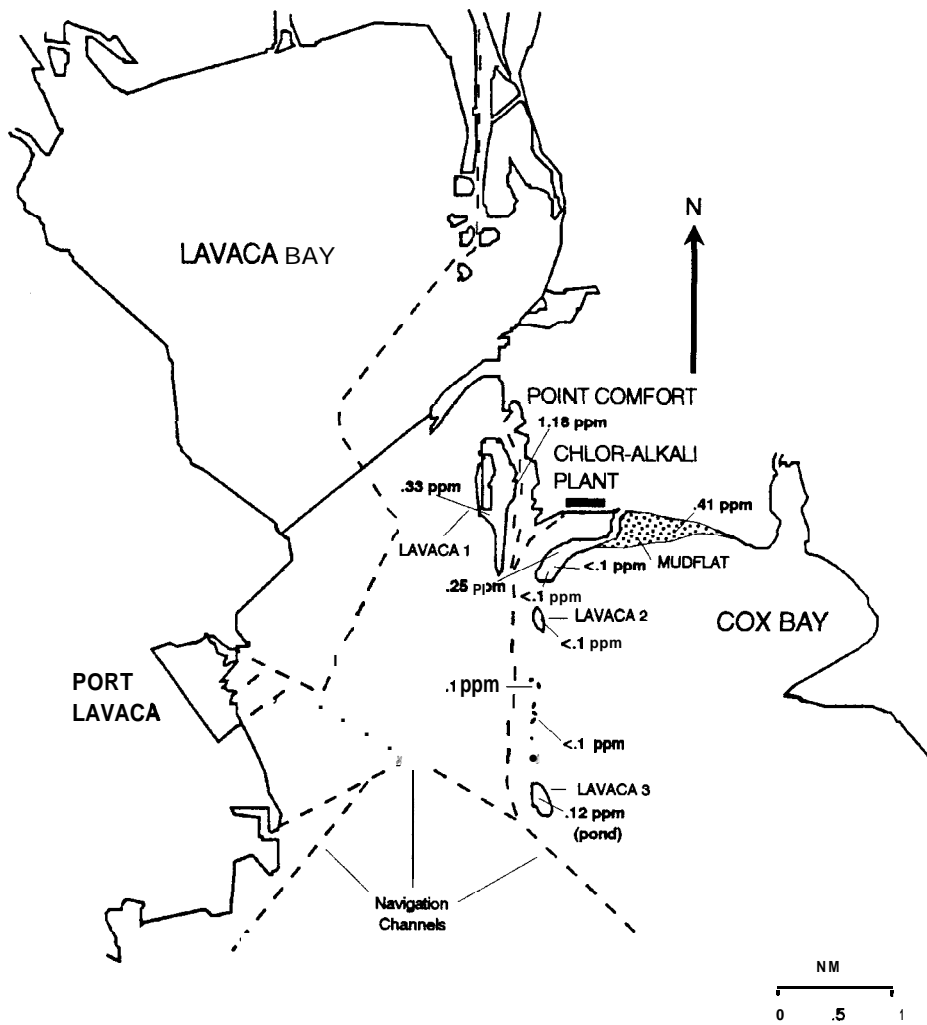 N
LAVACA BAY
POINT COMFORT
1.18 ppm
CHLOR-ALKALI
PLANT
.33 ppm
.41 ppm
LAVACA 1
<.1 ppm
MUDFLAT
.25 ppm
<.1 ppm
LAVACA 2
COX BAY
<.1 ppm
PORT
LAVACA
.1 ppm
<.1 ppm
LAVACA 3
.12 ppm
(pond)
Navigation
Channels
NM
0 .5 1